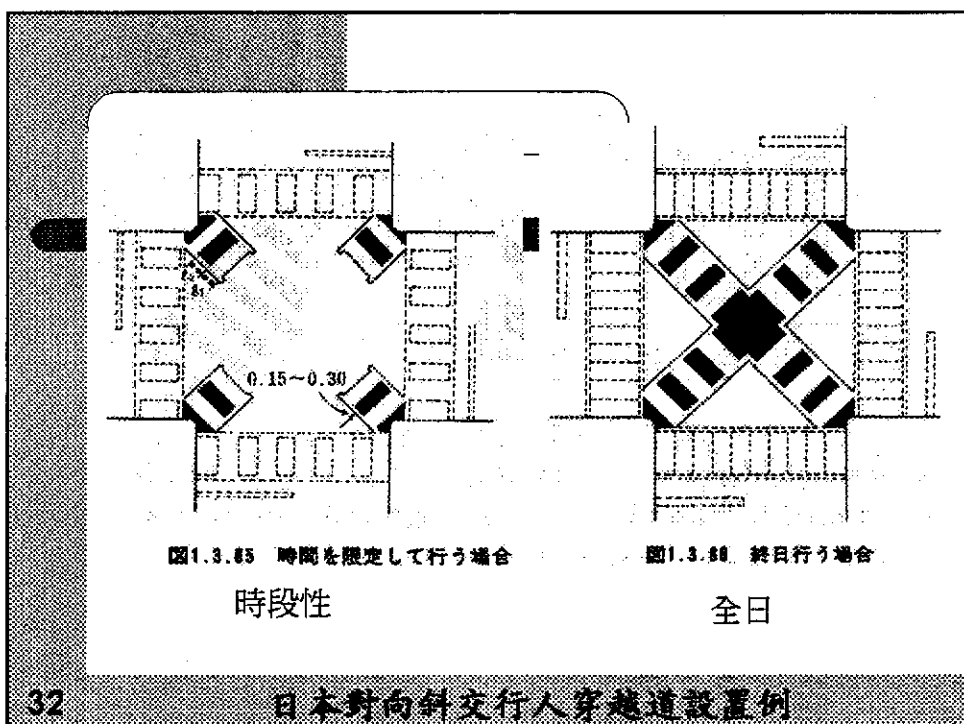 0.15～0.30
図1.3.65 時間を限定して行う場合
図1.3.66 終日行う場合
時段性
全日
32
日本對向斜交行人穿越道設置例